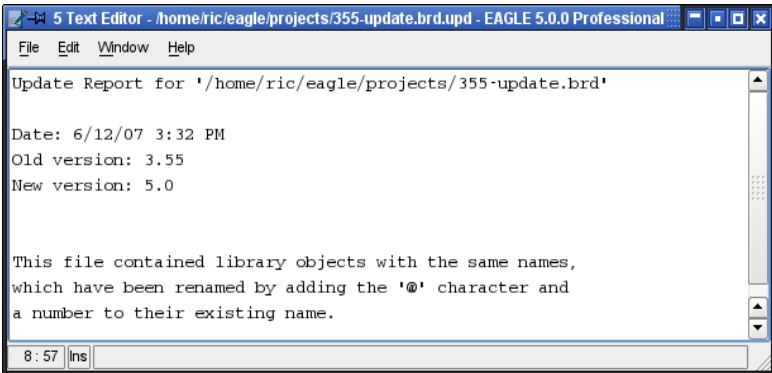 5 Text Editor - /home/ric/eagle/projects/355-update.brd.upd - EAGLE 5.0.0 Professional
File Edit Window Help
Update Report for '/home/ric/eagle/projects/355-update.brd'
Date: 6/12/07 3:32 PM
Old version: 3.55
New version: 5.0
This file contained library objects with the same names,
which have been renamed by adding the '@' character and
a number to their existing name.
8:57 Ins